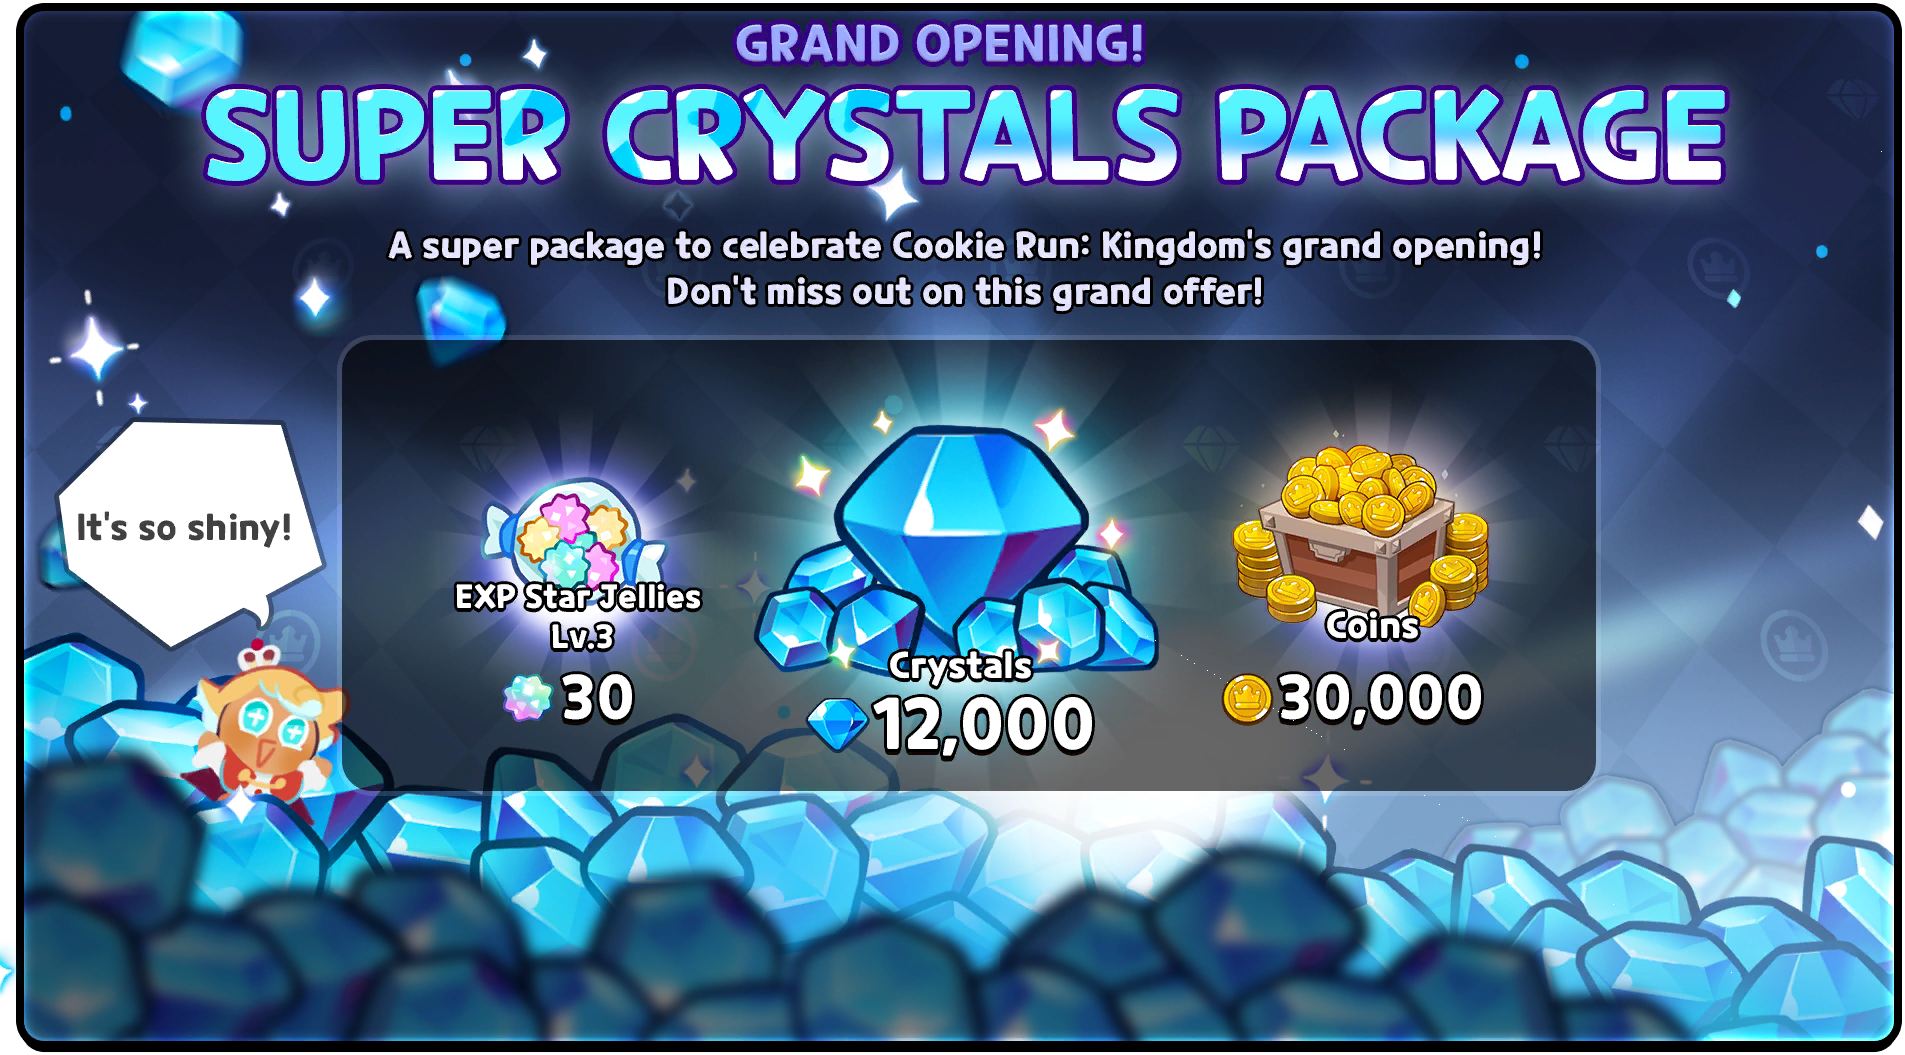 GRAND OPENING!
SUPER CRYSTALS PACKAGE
A super package to celebrate Cookie Run: Kingdom's grand opening!
Don't miss out on this grand offer!
It's so shiny!
EXP Star Jellies
Lv.3
30
Crystals
12,000
Coins
30,000